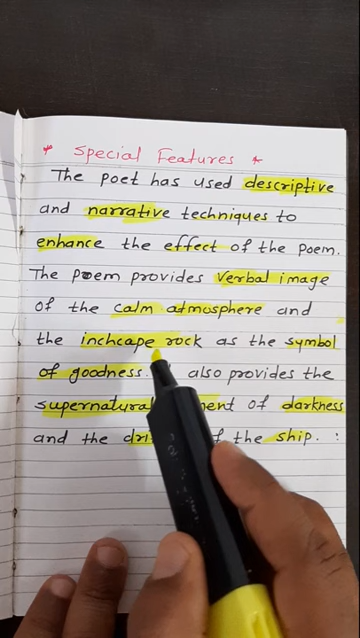 * Special Features *
The poet has used descriptive
and narrative techniques to
enhance the effect of the poem.
The poem provides verbal image
of the calm atmosphere and
the inchcape rock as the symbol
of goodness. also provides the
supernatural of darkness
and the of the ship. :